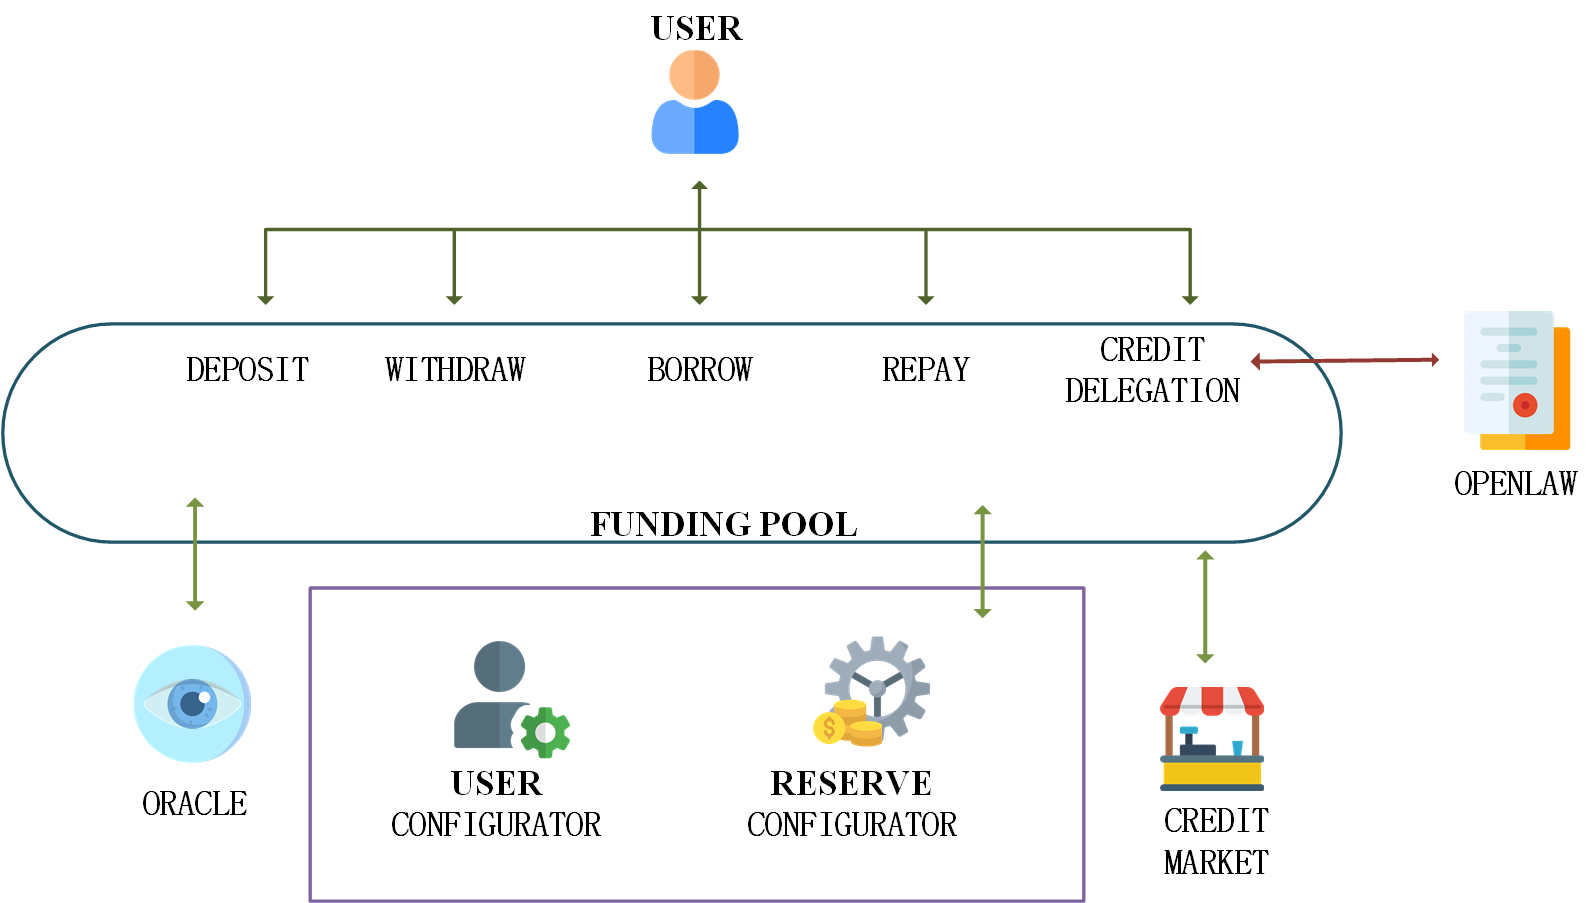 USER
DEPOSIT
WITHDRAW
BORROW
REPAY
CREDIT
DELEGATION
OPENLAW
FUNDING POOL
ORACLE
USER
CONFIGURATOR
RESERVE
CONFIGURATOR
CREDIT
MARKET
$